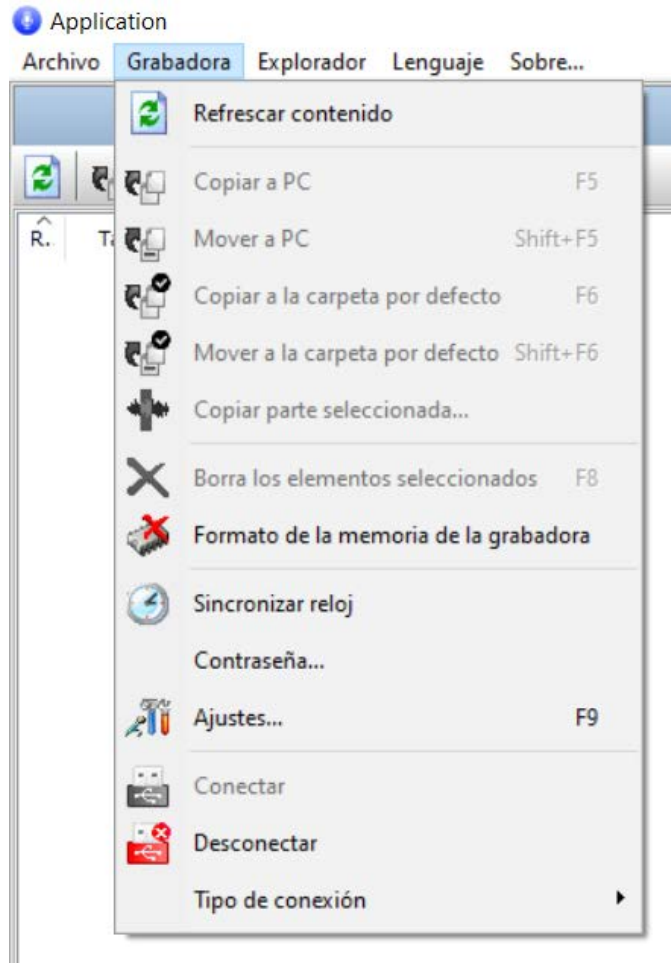 Application
Archivo Grabadora Explorador Lenguaje Sobre...
Refrescar contenido
R.
Copiar a PC F5
Mover a PC Shift+F5
Copiar a la carpeta por defecto F6
Mover a la carpeta por defecto Shift+F6
Copiar parte seleccionada...
Borra los elementos seleccionados F8
Formato de la memoria de la grabadora
Sincronizar reloj
Contraseña...
Ajustes... F9
Conectar
Desconectar
Tipo de conexión